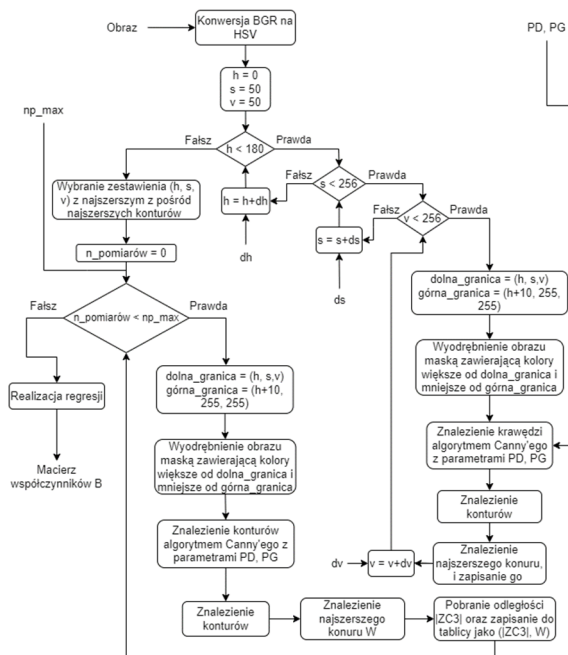 Obraz
Konwersja BGR na
HSV
PD, PG
h = 0
s = 50
v = 50
np_max
Fałsz
h < 180
Prawda
Wybranie zestawienia (h, s,
v) z najszerszym z pośród
najszerszych konturów
h = h+dh
Fałsz
s < 256
Prawda
dh
s = s+ds
Fałsz
v < 256
Prawda
ds
n_pomiarów = 0
dolna_granica = (h, s,v)
górna_granica = (h+10, 255,
255)
Fałsz
n_pomiarów < np_max
Prawda
Wyodrębnienie obrazu
maską zawierającą kolory
większe od dolna_granica i
mniejsze od górna_granica
Realizacja regresji
dolna_granica = (h, s,v)
górna_granica = (h+10,
255, 255)
Macierz
współczynników B
Wyodrębnienie obrazu
maską zawierającą kolory
większe od dolna_granica i
mniejsze od górna_granica
Znalezienie krawędzi
algorytmem Canny'ego
z parametrami PD, PG
Znalezienie
konturów
Znalezienie konturów
algorytmem Canny'ego z
parametrami PD, PG
dv
v = v+dv
Znalezienie
najszerszego konuru,
i zapisanie go
Znalezienie
konturów
Znalezienie
najszerszego
konuru W
Pobranie odległości
|ZC3| oraz zapisanie do
tablicy jako (|ZC3|, W)